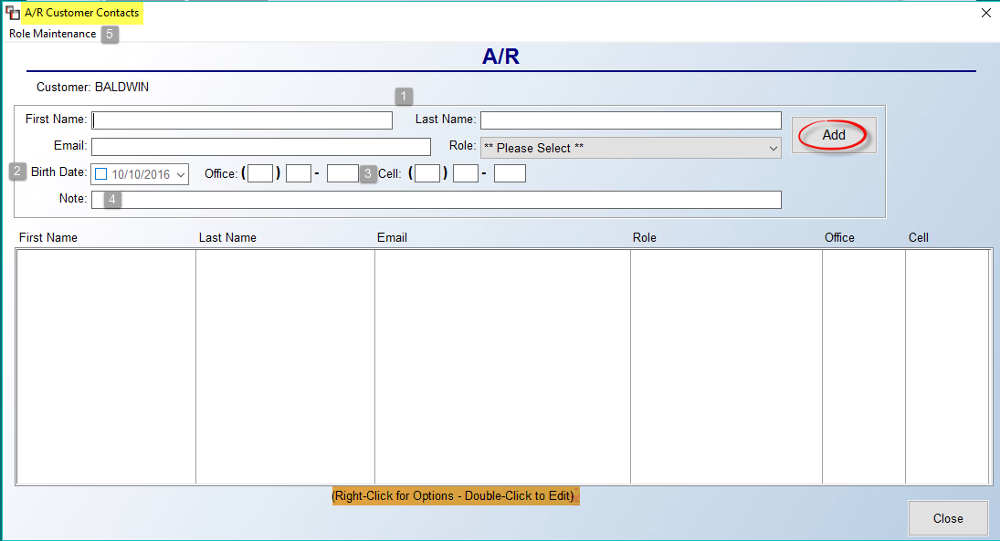 A/R Customer Contacts
Role Maintenance 5
A/R
Customer: BALDWIN
1
First Name: Last Name: Add
Email: Role: ** Please Select **
2 Birth Date: 10/10/2016 Office: ( ) - 3 Cell: ( ) -
Note: 4
First Name Last Name Email Role Office Cell
(Right-Click for Options - Double-Click to Edit)
Close